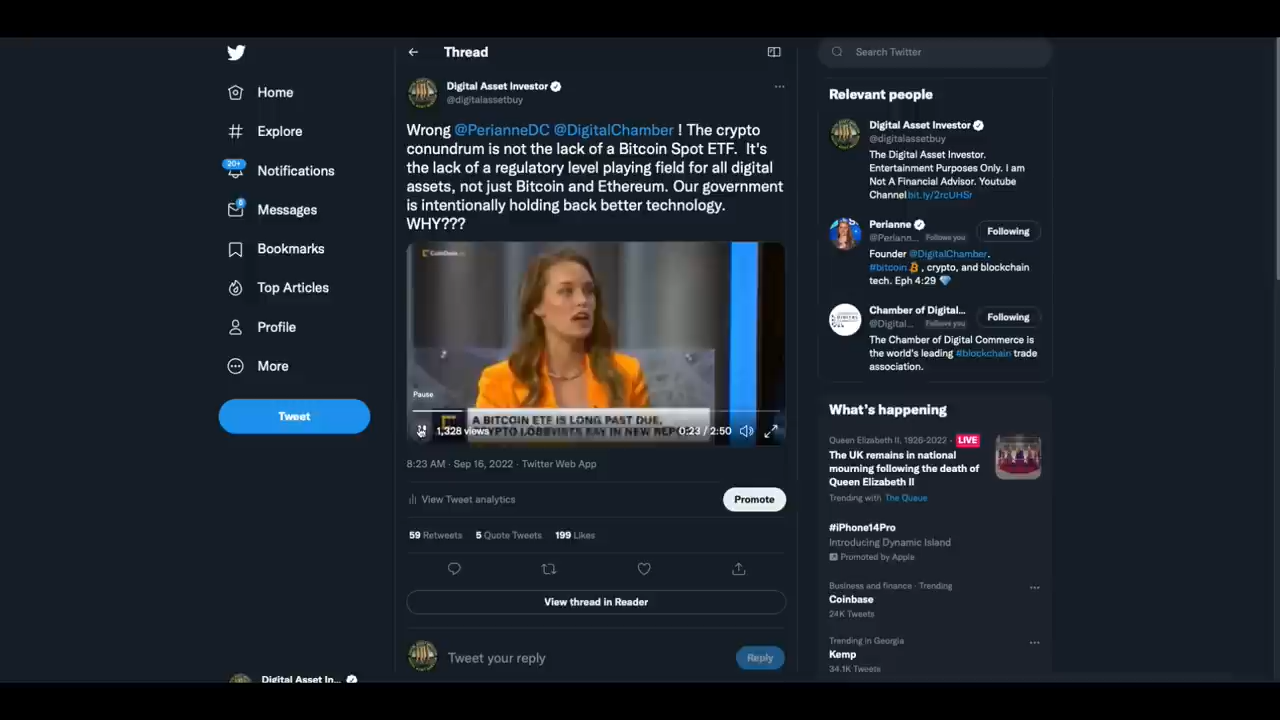 Thread
Search Twitter
Home
Explore
20+
Notifications
6
Messages
Bookmarks
Top Articles
Profile
More
Tweet
Digital Asset In...
Digital Asset Investor
@digitalassetbuy
Wrong @PerianneDC @DigitalChamber ! The crypto
conundrum is not the lack of a Bitcoin Spot ETF. It's
the lack of a regulatory level playing field for all digital
assets, not just Bitcoin and Ethereum. Our government
is intentionally holding back better technology.
WHY???
Pause
A BITCOIN ETF IS LONG PAST DUE,
CRYPTO LOBBYISTS SAY IN NEW REPO
1,328 views
0:23 / 2:50
8:23 AM · Sep 16, 2022 · Twitter Web App
View Tweet analytics
Promote
59 Retweets 5 Quote Tweets 199 Likes
View thread in Reader
Tweet your reply
Reply
Relevant people
Digital Asset Investor
@digitalassetbuy
The Digital Asset Investor.
Entertainment Purposes Only. I am
Not A Financial Advisor. Youtube
Channel bit.ly/2rcUHSr
Perianne
@Periann... Follows you
Following
Founder @DigitalChamber.
#bitcoin , crypto, and blockchain
tech. Eph 4:29
Chamber of Digital...
@Digital... Follows you
Following
The Chamber of Digital Commerce is
the world's leading #blockchain trade
association.
What's happening
Queen Elizabeth II, 1926-2022 · LIVE
The UK remains in national
mourning following the death of
Queen Elizabeth II
Trending with The Queue
#iPhone14Pro
Introducing Dynamic Island
Promoted by Apple
Business and finance · Trending
Coinbase
24K Tweets
Trending in Georgia
Kemp
34.1K Tweets